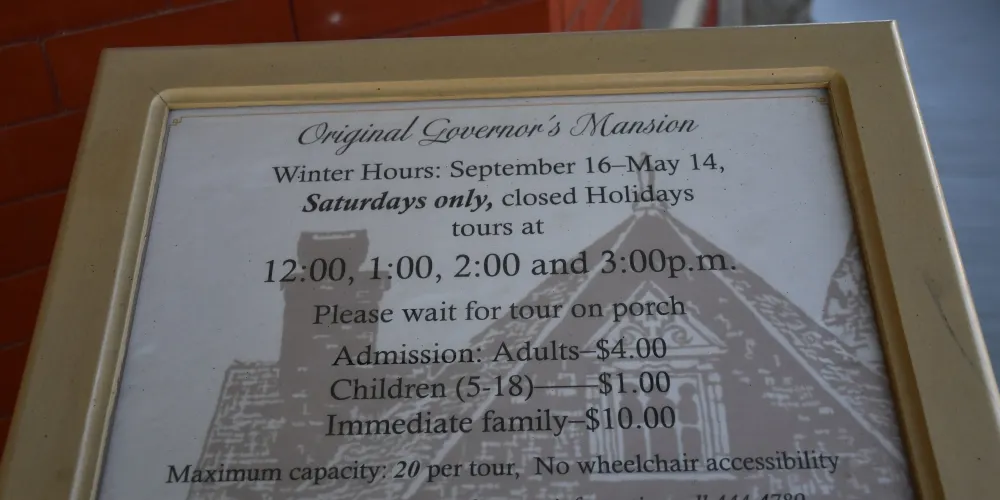 Original Governor's Mansion
Winter Hours: September 16–May 14,
Saturdays only, closed Holidays
tours at
12:00, 1:00, 2:00 and 3:00p.m.
Please wait for tour on porch
Admission: Adults–$4.00
Children (5-18)——$1.00
Immediate family–$10.00
Maximum capacity: 20 per tour, No wheelchair accessibility
444-4789